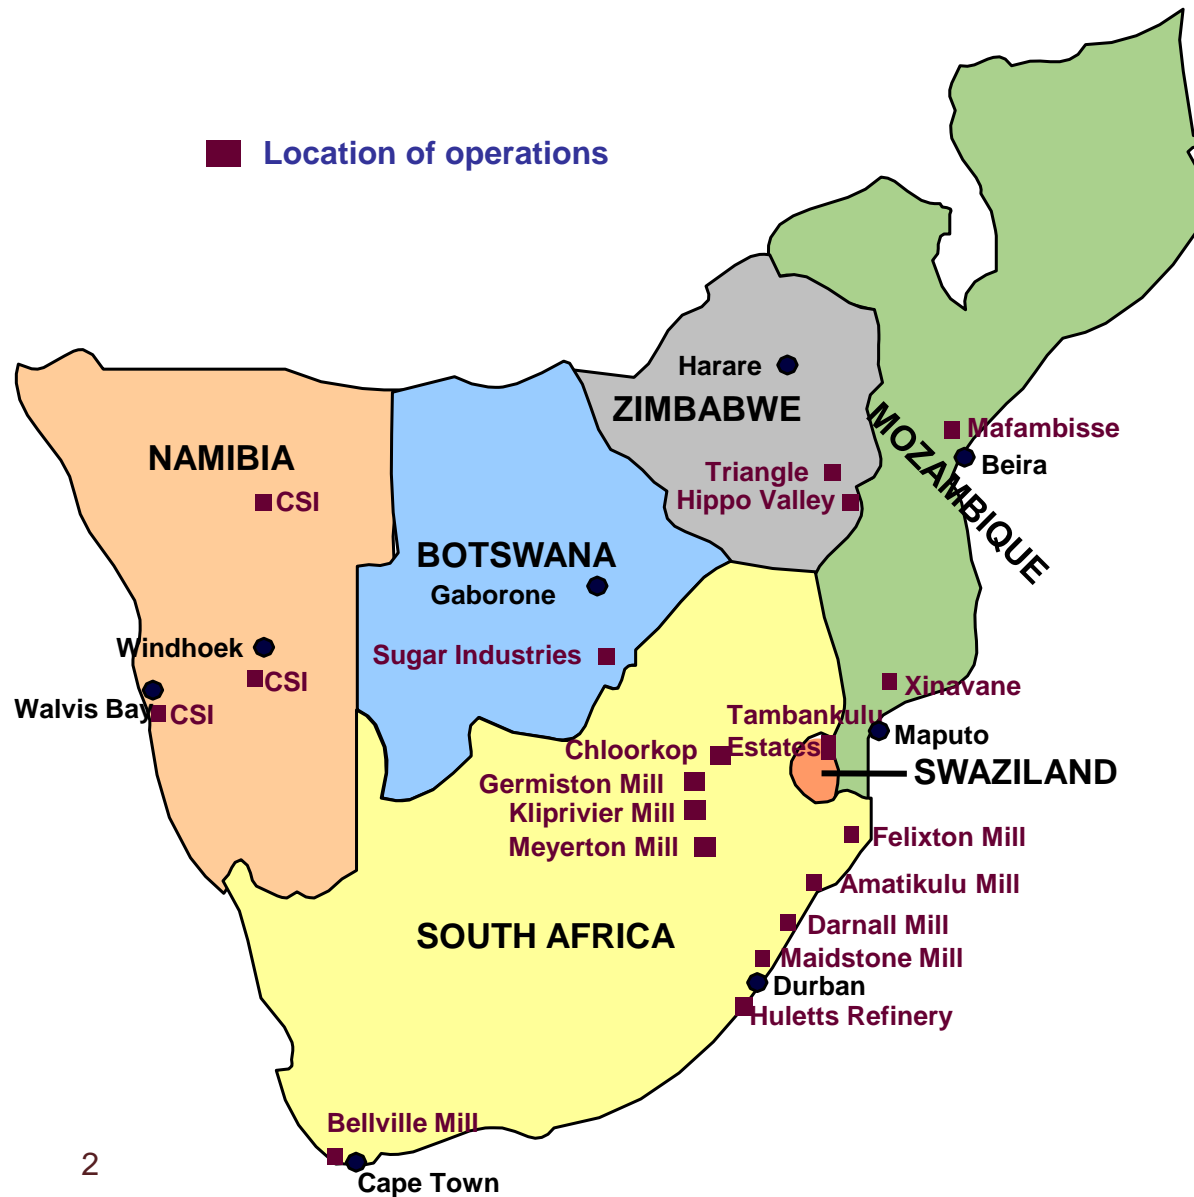 Location of operations
Harare
ZIMBABWE
MOZAMBIQUE
Mafambisse
Beira
NAMIBIA
Triangle
CSI
Hippo Valley
BOTSWANA
Gaborone
Windhoek
Sugar Industries
CSI
Xinavane
Walvis Bay
CSI
Tambankulu
Estates
Maputo
Chloorkop
SWAZILAND
Germiston Mill
Kliprivier Mill
Felixton Mill
Meyerton Mill
Amatikulu Mill
SOUTH AFRICA
Darnall Mill
Maidstone Mill
Durban
Huletts Refinery
Bellville Mill
2
Cape Town